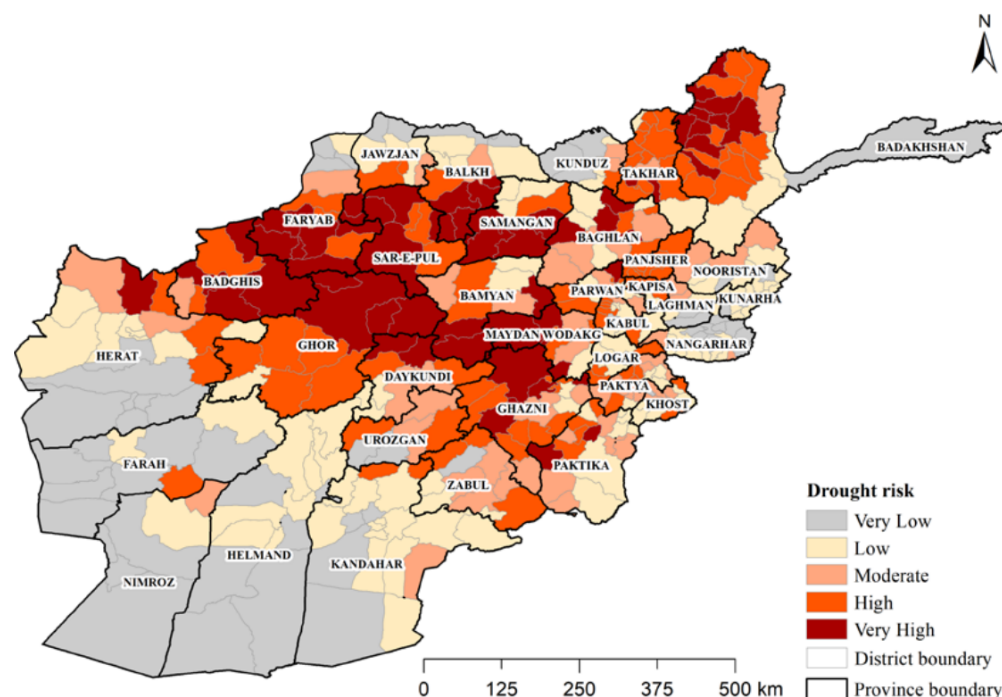 N
BADAKHSHAN
JAWZJAN
BALKH
KUNDUZ
TAKHAR
FARYAB
SAMANGAN
BAGHLAN
SAR-E-PUL
PANJSHER
NOORISTAN
BADGHIS
BAMYAN
PARWAN
KAPISA
LAGHMAN
KUNARHA
KABUL
MAYDAN WODAKG
NANGARHAR
GHOR
HERAT
LOGAR
DAYKUNDI
PAKTYA
KHOST
GHAZNI
UROZGAN
FARAH
PAKTIKA
ZABUL
HELMAND
KANDAHAR
NIMROZ
Drought risk
Very Low
Low
Moderate
High
Very High
District boundary
Province boundary
0 125 250 375 500 km